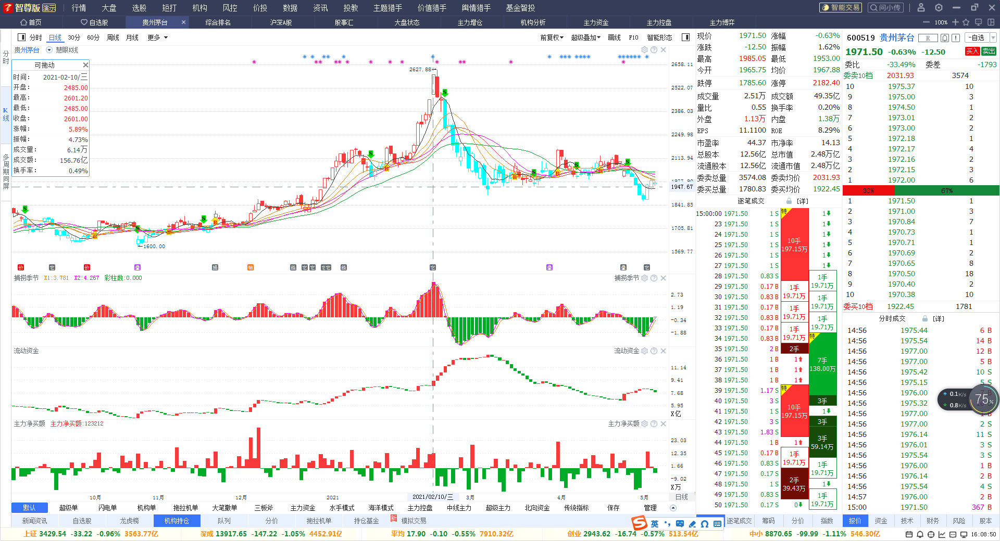 智尊版 演示 行情 大盘 选股 短打 机构 风控 价投 数据 资讯 投教 主题猎手 价值猎手 舆情猎手 基金智投 智能交易 问小传
首页 自选股 贵州茅台 × 综合排名 沪深A股 股事汇 大盘状态 主力增仓 机构分析 主力资金 主力控盘 主力博弈 100%
分时 日线 30分 60分 周线 月线 更多 前复权 超级叠加 画线 F10 智能形态
分时
K线
多周期同屏
贵州茅台 慧眼K线
可拖动
时间: 2021-02-10/三
开盘: 2485.00
最高: 2601.20
最低: 2485.00
收盘: 2601.00
涨幅: 5.89%
振幅: 4.73%
成交量: 6.14万
成交额: 156.76亿
换手率: 0.49%
2627.88
1600.00
2658.11
2522.07
2386.03
2249.98
2113.94
1947.67
1841.85
1705.81
1569.77
捕捞季节 X1:3.781 X2:4.267 彩柱数:0.000 捕捞季节
2.73
1.19
-0.34
-1.88
流动资金 流动资金
11.14
9.41
7.68
5.95
X亿
主力净买额 主力净买额:123212 主力净买额
23.03
12.35
1.66
-9.02
X万
10月 11月 12月 2021 2021/02/10/三 3月 4月 5月 日线
默认 超级单 闪电单 机构单 拖拉机单 大笔撤单 三板斧 主力资金 水手模式 海洋模式 主力控盘 中线主力 超级主力 北向资金 传统指标 保存 管理
新闻资讯 自选股 龙虎榜 机构持仓 队列 分价 拖拉机单 持仓基金 新 模拟交易
现价 1971.50 涨幅 -0.63%
涨跌 -12.50 振幅 1.62%
最高 1985.05 最低 1953.00
今开 1965.75 均价 1967.88
跌停 1785.60 涨停 2182.40
成交量 2.51万 成交额 49.35亿
量比 0.55 换手率 0.20%
外盘 1.13万 内盘 1.38万
EPS 11.1100 ROE 8.29%
市盈率 44.37 市净率 14.13
总股本 12.56亿 总市值 2.48万亿
流通股本 12.56亿 流通市值 2.48万亿
委卖总量 3574.08 委卖均价 2031.93
委买总量 1780.83 委买均价 1922.45
逐笔成交 [详]
15:00:00 1971.50 1 S
23 1971.50 1 S
24 1971.50 1 S
25 1971.50 1 S
26 1971.50 1 S
27 1971.50 1 S
28 1971.50 0.83 S
29 1971.50 0.17 B
30 1971.50 0.83 B
31 1971.50 0.17 B
32 1971.50 0.83 B
33 1971.50 0.17 B
34 1971.50 0.83 B
35 1971.50 2 B
36 1971.50 1 B
37 1971.50 1 B
38 1971.50 1 B
39 1971.50 1.17 S
40 1971.50 3 S
41 1971.50 1 S
42 1971.50 3 S
43 1971.50 1.83 S
44 1971.50 1 B
45 1971.50 0.17 B
46 1971.50 0.83 S
47 1971.50 0.17 S
48 1971.50 1 S
49 1971.50 0.83 S
50 1971.50 0.17 S
特
10手
197.15万
1手
19.71万
1手
19.71万
1手
19.71万
2手
1
1
1
特
10手
197.15万
1
1手
19.71万
2手
39.43万
0
1
1
1
1
1
1
1手
19.71万
1手
19.71万
1手
19.71万
特
7手
138.00万
3手
1
3手
3手
59.14万
1手
19.71万
1
1手
19.71万
逐笔成交 筹码 分价 指数
600519 贵州茅台 R -自选
1971.50 -0.63% -12.50 买入 卖出
委比 -33.49% 委差 -1793
委卖10档 2031.93 3574
10 1975.37 10
9 1975.00 3
8 1974.50 1
7 1973.01 2
6 1973.00 2
5 1972.18 1
4 1972.17 4
3 1972.16 2
2 1972.15 3
1 1972.00 6
33% 67%
1 1971.50 1
2 1971.00 3
3 1970.84 7
4 1970.73 1
5 1970.71 1
6 1970.69 2
7 1970.65 8
8 1970.50 18
9 1970.40 2
10 1970.38 10
委买10档 1922.45 1781
分时成交 [详]
14:56 1975.44 6 B
14:56 1975.54 14 B
14:56 1977.00 12 B
14:56 1977.00 5 B
14:56 1975.42 10 S
14:56 1975.15 5 S
14:56 1976.00
14:56 1975.32
14:56 1977.00 1 B
14:56 1977.00 2 S
14:56 1976.14 11 S
14:56 1976.01 3 S
14:56 1975.54 3 S
14:56 1976.00 1 B
14:56 1976.14 2 B
14:56 1975.54 4 S
14:57 1976.00 2 B
15:00 1971.50 367 B
0.1K/s
0.8K/s
75%
报价 资金 技术 财务 风险 股本
英
上证 3429.54 -33.22 -0.96% 3563.77亿 深成 13917.65 -147.22 -1.05% 4452.91亿 平均 17.90 -0.10 -0.55% 7910.32亿 创业 2943.62 -16.74 -0.57% 513.54亿 中小 8870.65 -99.99 -1.11% 546.30亿 16:08:50